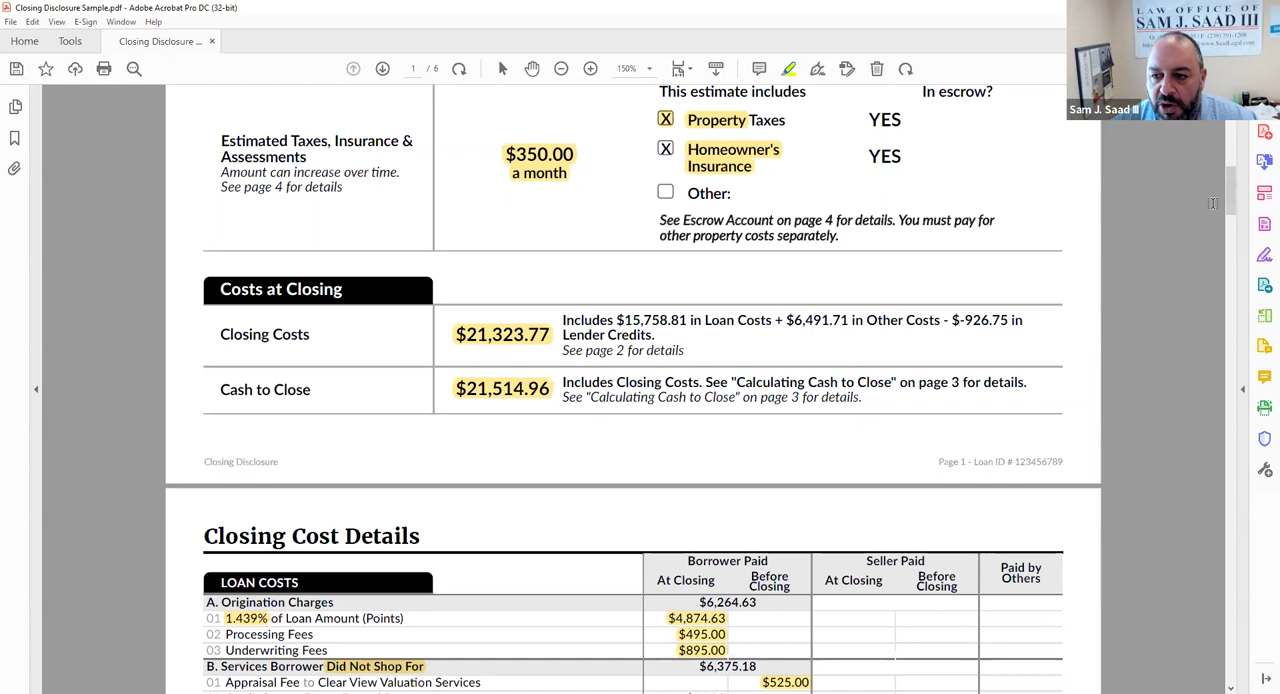 Closing Disclosure Sample.pdf - Adobe Acrobat Pro DC (32-bit)
File Edit View E-Sign Window Help
Home Tools Closing Disclosure ... ×
1 / 6 150%
LAW OFFICE OF
SAM J. SAAD III
Sam J. Saad III
This estimate includes In escrow?
X Property Taxes YES
Estimated Taxes, Insurance &
Assessments
Amount can increase over time.
See page 4 for details
$350.00
a month
X Homeowner's
Insurance
YES
Other:
See Escrow Account on page 4 for details. You must pay for
other property costs separately.
Costs at Closing
Closing Costs $21,323.77
Includes $15,758.81 in Loan Costs + $6,491.71 in Other Costs - $-926.75 in
Lender Credits.
See page 2 for details
Cash to Close $21,514.96
Includes Closing Costs. See "Calculating Cash to Close" on page 3 for details.
See "Calculating Cash to Close" on page 3 for details.
Closing Disclosure Page 1 - Loan ID # 123456789
Closing Cost Details
Borrower Paid Seller Paid Paid by
Others
At Closing Before
Closing At Closing Before
Closing
LOAN COSTS
A. Origination Charges $6,264.63
01 1.439% of Loan Amount (Points) $4,874.63
02 Processing Fees $495.00
03 Underwriting Fees $895.00
B. Services Borrower Did Not Shop For $6,375.18
01 Appraisal Fee to Clear View Valuation Services $525.00